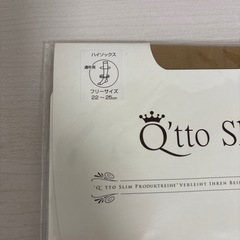 ハイソックス
フリーサイズ
22~25cm
Q'tto S
"Q' TTO SLIM PRODUKTREIHE" VERLEIHT IHREN BEI